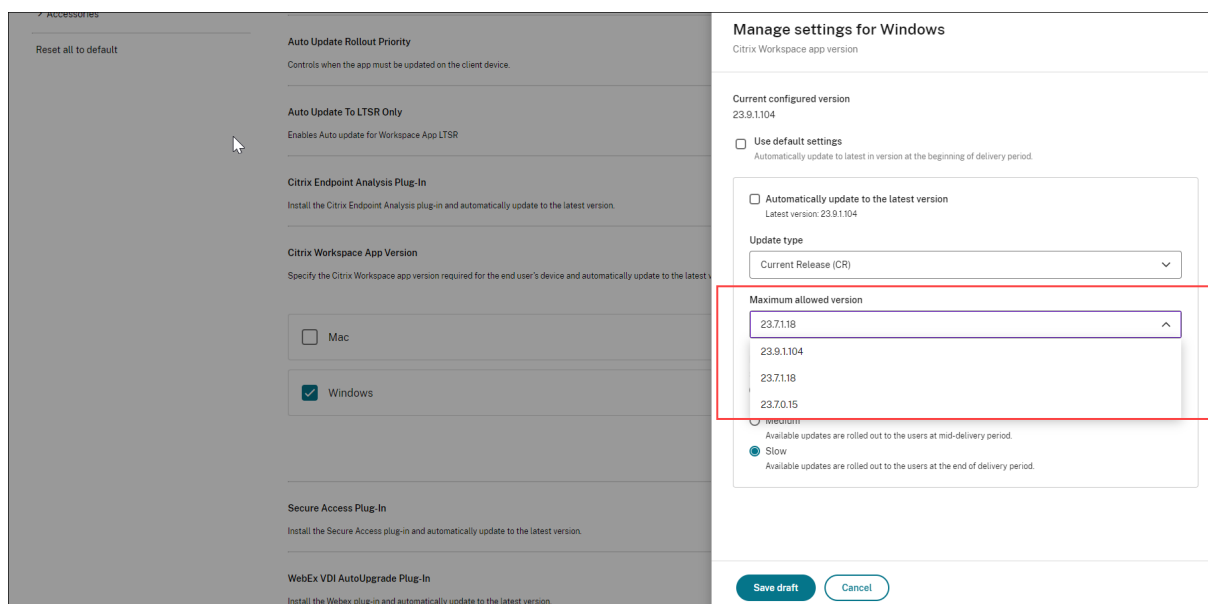 Accessories
Reset all to default
Auto Update Rollout Priority
Controls when the app must be updated on the client device.
Auto Update To LTSR Only
Enables Auto update for Workspace App LTSR
Citrix Endpoint Analysis Plug-In
Install the Citrix Endpoint Analysis plug-in and automatically update to the latest version.
Citrix Workspace App Version
Specify the Citrix Workspace app version required for the end user's device and automatically update to the latest v
Mac
Windows
Secure Access Plug-In
Install the Secure Access plug-in and automatically update to the latest version.
WebEx VDI AutoUpgrade Plug-In
Install the Webex plug-in and automatically update to the latest version.
Manage settings for Windows
Citrix Workspace app version
Current configured version
23.9.1.104
Use default settings
Automatically update to latest in version at the beginning of delivery period.
Automatically update to the latest version
Latest version: 23.9.1.104
Update type
Current Release (CR)
Maximum allowed version
23.7.1.18
23.9.1.104
23.7.1.18
23.7.0.15
Medium
Available updates are rolled out to the users at mid-delivery period.
Slow
Available updates are rolled out to the users at the end of delivery period.
Save draft
Cancel